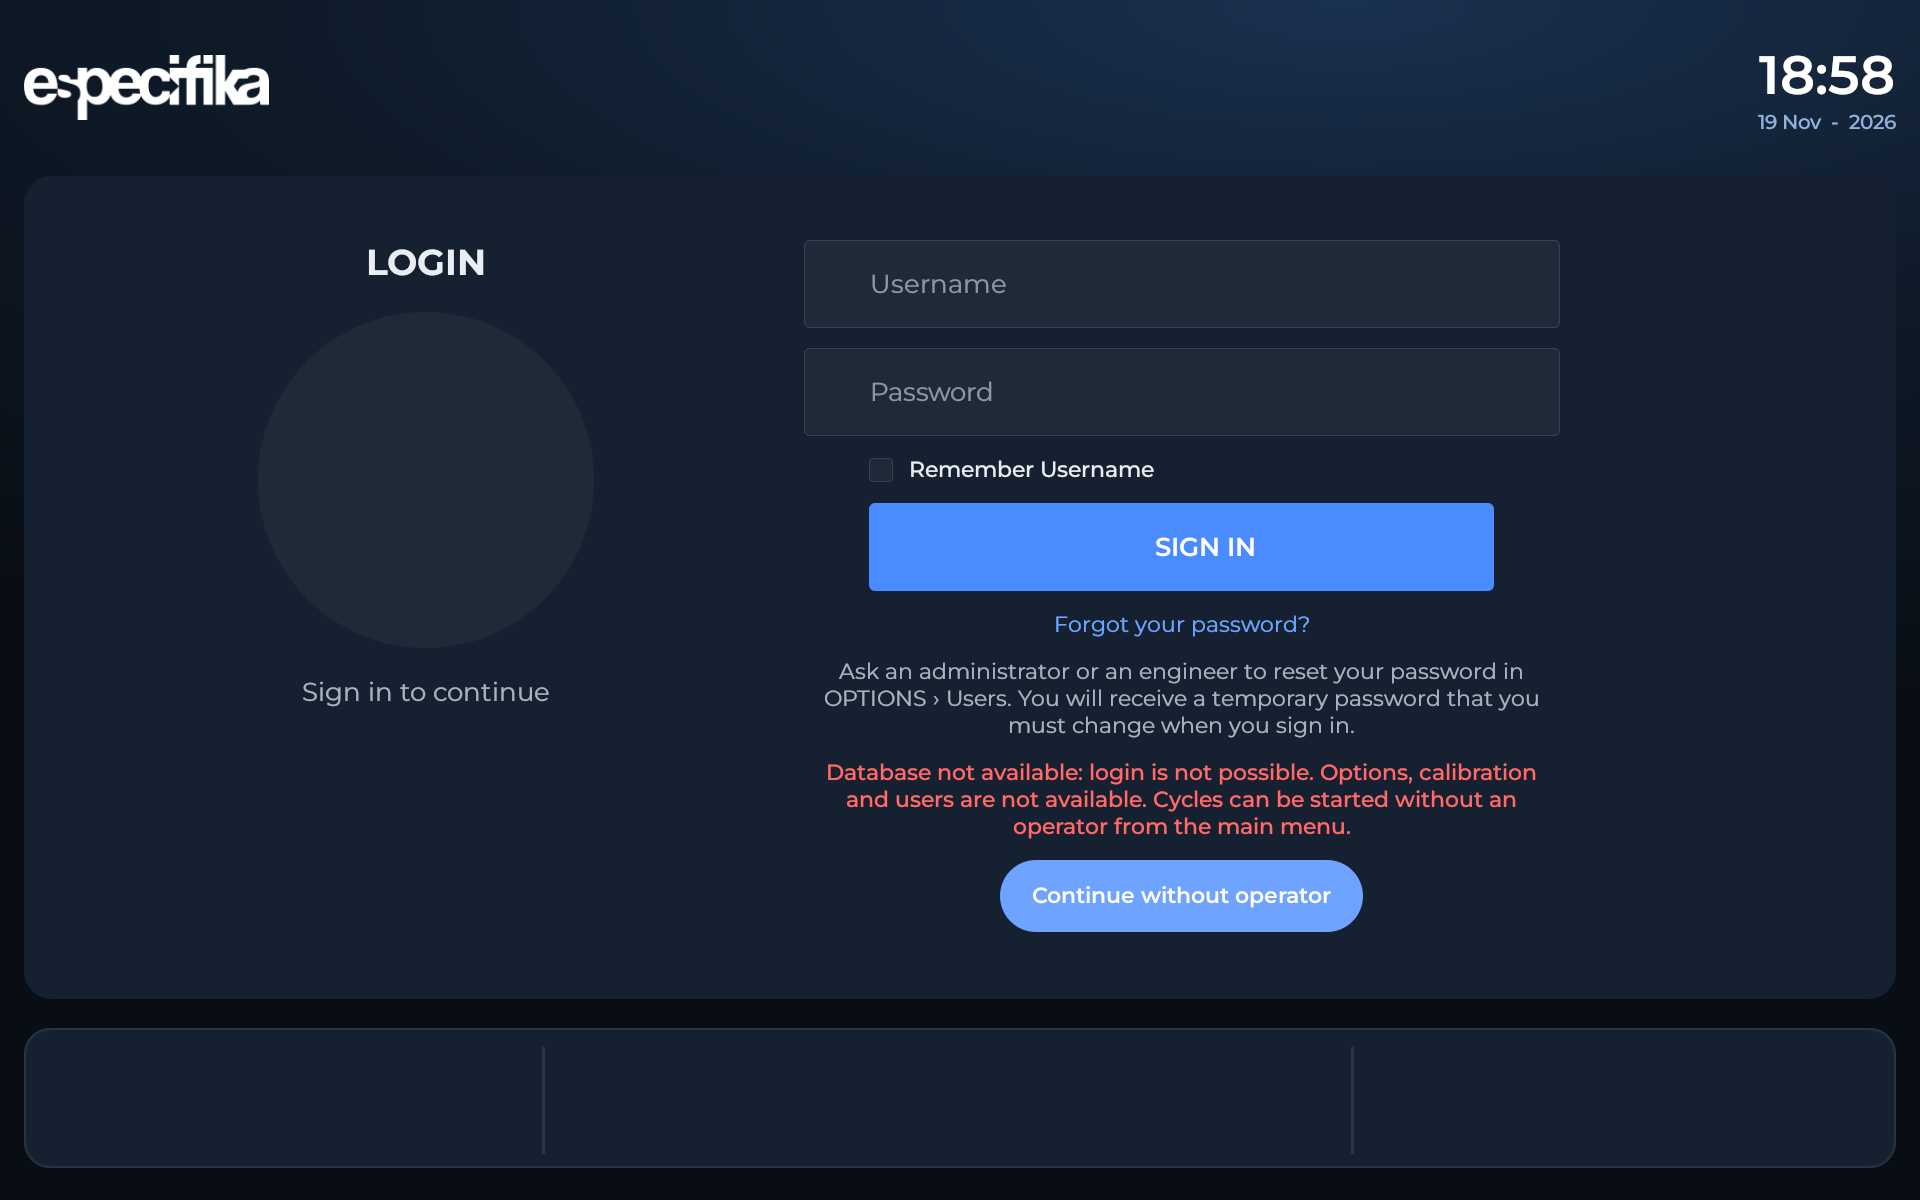 especifika
18:58
19 Nov - 2026
LOGIN
Sign in to continue
Username
Password
Remember Username
SIGN IN
Forgot your password?
Ask an administrator or an engineer to reset your password in
OPTIONS › Users. You will receive a temporary password that you
must change when you sign in.
Database not available: login is not possible. Options, calibration
and users are not available. Cycles can be started without an
operator from the main menu.
Continue without operator